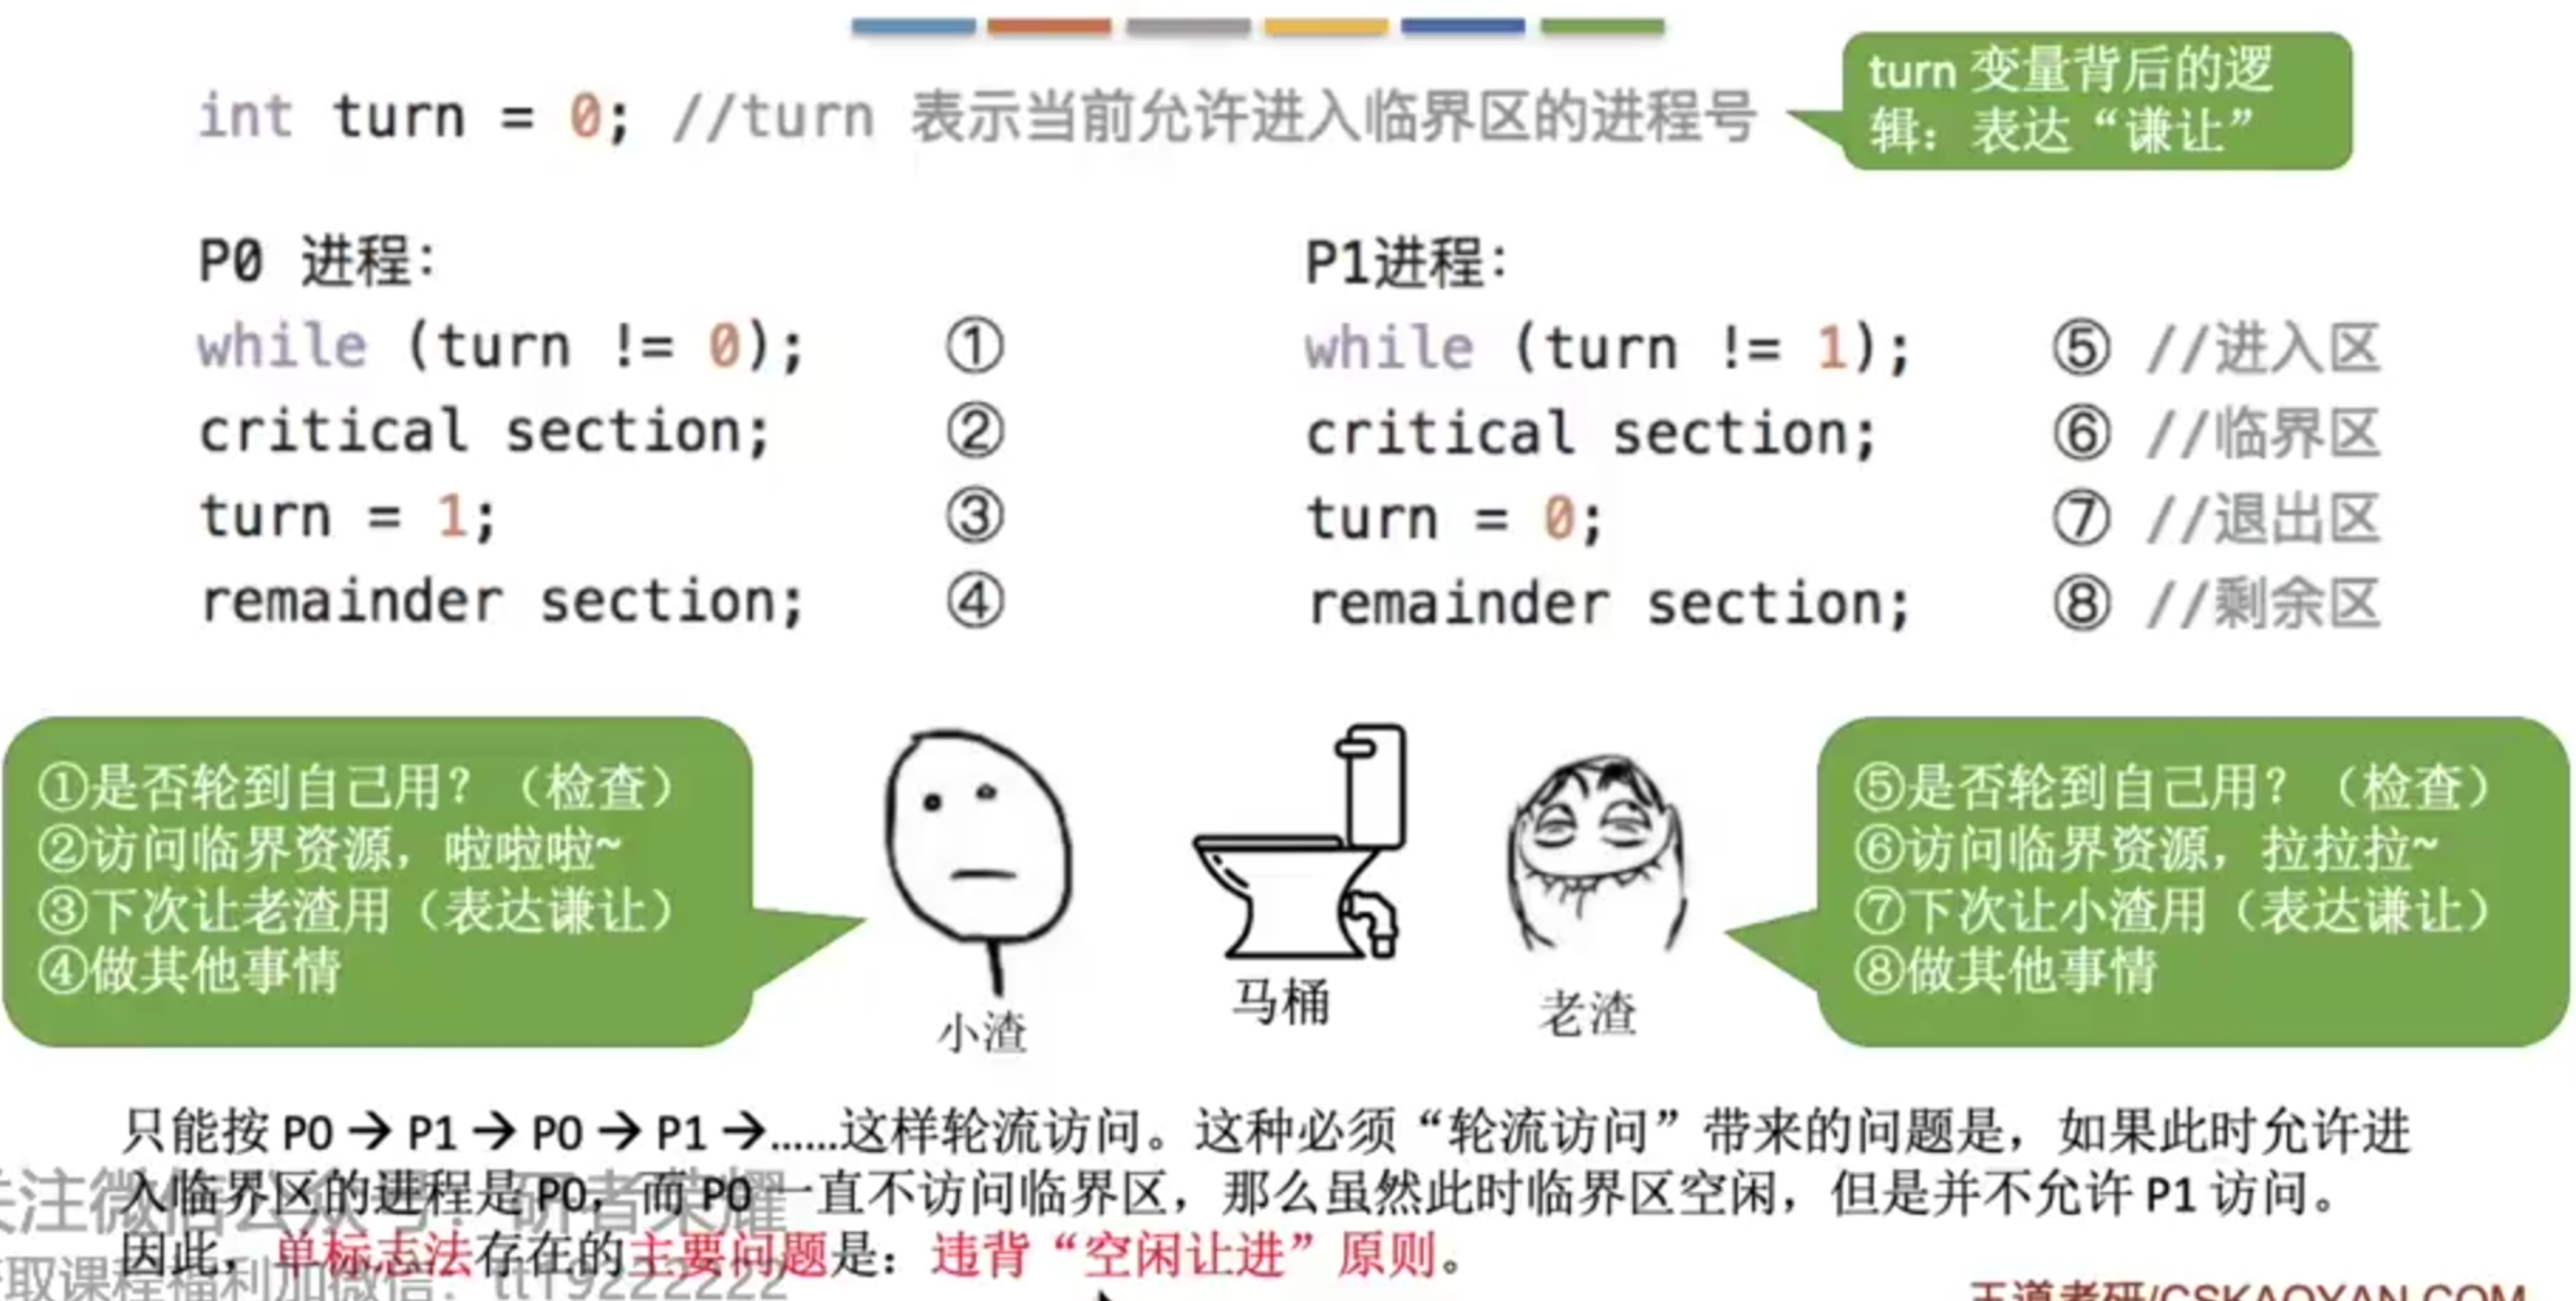 int turn = 0; //turn 表示当前允许进入临界区的进程号
turn 变量背后的逻
辑：表达“谦让”
P0 进程：
while (turn != 0); ①
critical section; ②
turn = 1; ③
remainder section; ④
P1进程：
while (turn != 1); ⑤ //进入区
critical section; ⑥ //临界区
turn = 0; ⑦ //退出区
remainder section; ⑧ //剩余区
①是否轮到自己用？（检查）
②访问临界资源，啦啦啦~
③下次让老渣用（表达谦让）
④做其他事情
小渣
马桶
老渣
⑤是否轮到自己用？（检查）
⑥访问临界资源，拉拉拉~
⑦下次让小渣用（表达谦让）
⑧做其他事情
只能按 P0 → P1 → P0 → P1 →……这样轮流访问。这种必须“轮流访问”带来的问题是，如果此时允许进
入临界区的进程是 P0，而 P0 一直不访问临界区，那么虽然此时临界区空闲，但是并不允许 P1 访问。
因此，单标志法存在的主要问题是：违背“空闲让进”原则。
关注微信公众号：研者荣耀
取课程福利加微信：tt19222222
王道考研/CSKAOYAN.COM